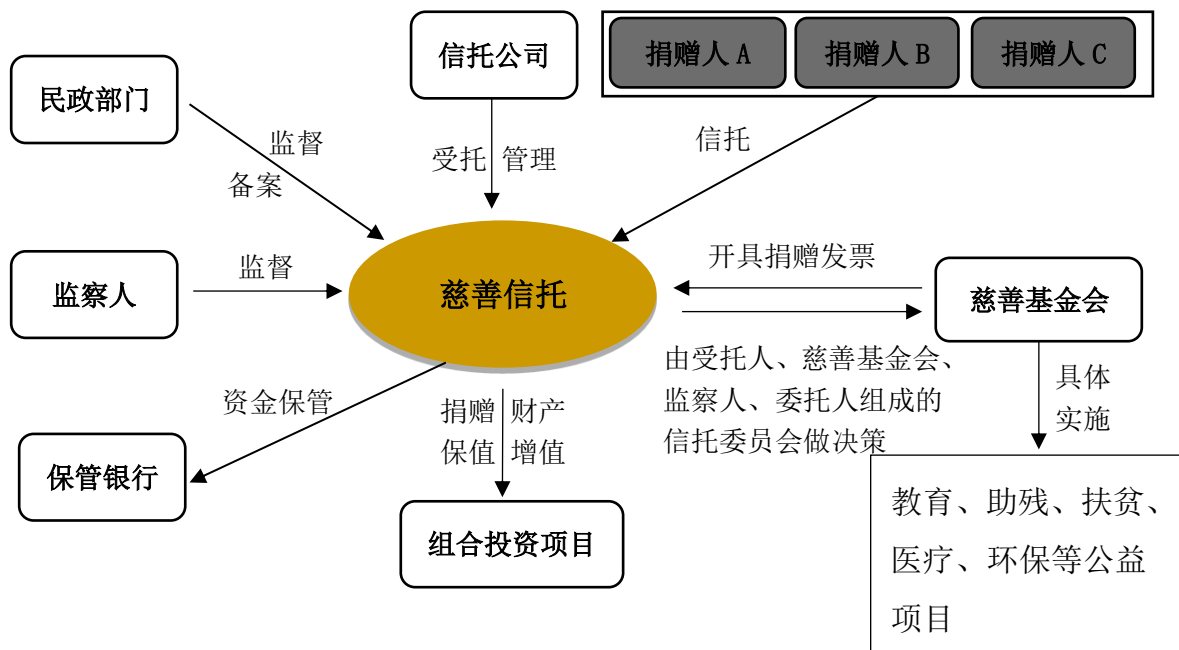 信托公司
捐赠人 A
捐赠人 B
捐赠人 C
民政部门
监督
备案
受托 管理
信托
监察人
监督
慈善信托
开具捐赠发票
慈善基金会
由受托人、慈善基金会、
监察人、委托人组成的
信托委员会做决策
具体
实施
资金保管
捐赠 财产
保值 增值
保管银行
组合投资项目
教育、助残、扶贫、
医疗、环保等公益
项目